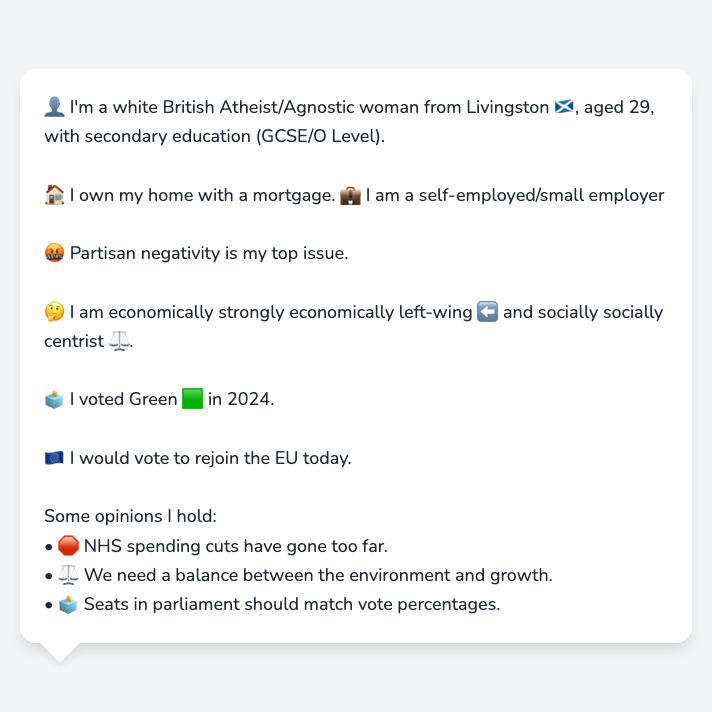 👤 I'm a white British Atheist/Agnostic woman from Livingston 🏴󠁧󠁢󠁳󠁣󠁴󠁿, aged 29,
with secondary education (GCSE/O Level).
🏠 I own my home with a mortgage. 💼 I am a self-employed/small employer
🤬 Partisan negativity is my top issue.
🤔 I am economically strongly economically left-wing ⬅️ and socially socially
centrist ⚖️.
🗳️ I voted Green 🟩 in 2024.
🇪🇺 I would vote to rejoin the EU today.
Some opinions I hold:
• 🛑 NHS spending cuts have gone too far.
• ⚖️ We need a balance between the environment and growth.
• 🗳️ Seats in parliament should match vote percentages.